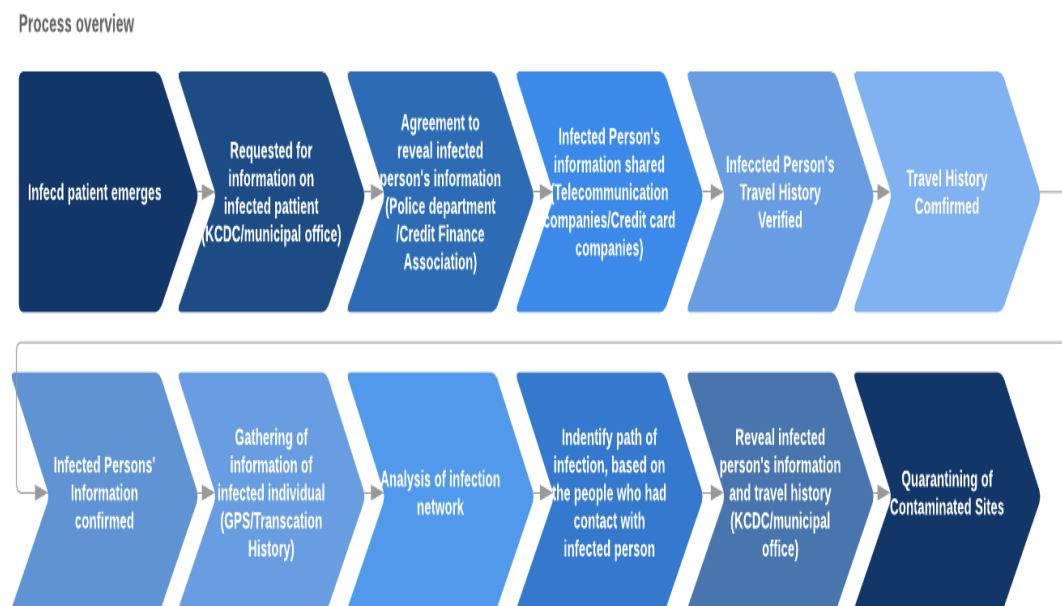 Process overview
Infecd patient emerges
Requested for
information on
infected pattient
(KCDC/municipal office)
Agreement to
reveal infected
person's information
(Police department
/Credit Finance
Association)
Infected Person's
information shared
(Telecommunication
companies/Credit card
companies)
Infeccted Person's
Travel History
Verified
Travel History
Comfirmed
Infected Persons'
Information
confirmed
Gathering of
information of
infected individual
(GPS/Transcation
History)
Analysis of infection
network
Indentify path of
infection, based on
the people who had
contact with
infected person
Reveal infected
person's information
and travel history
(KCDC/municipal
office)
Quarantining of
Contaminated Sites